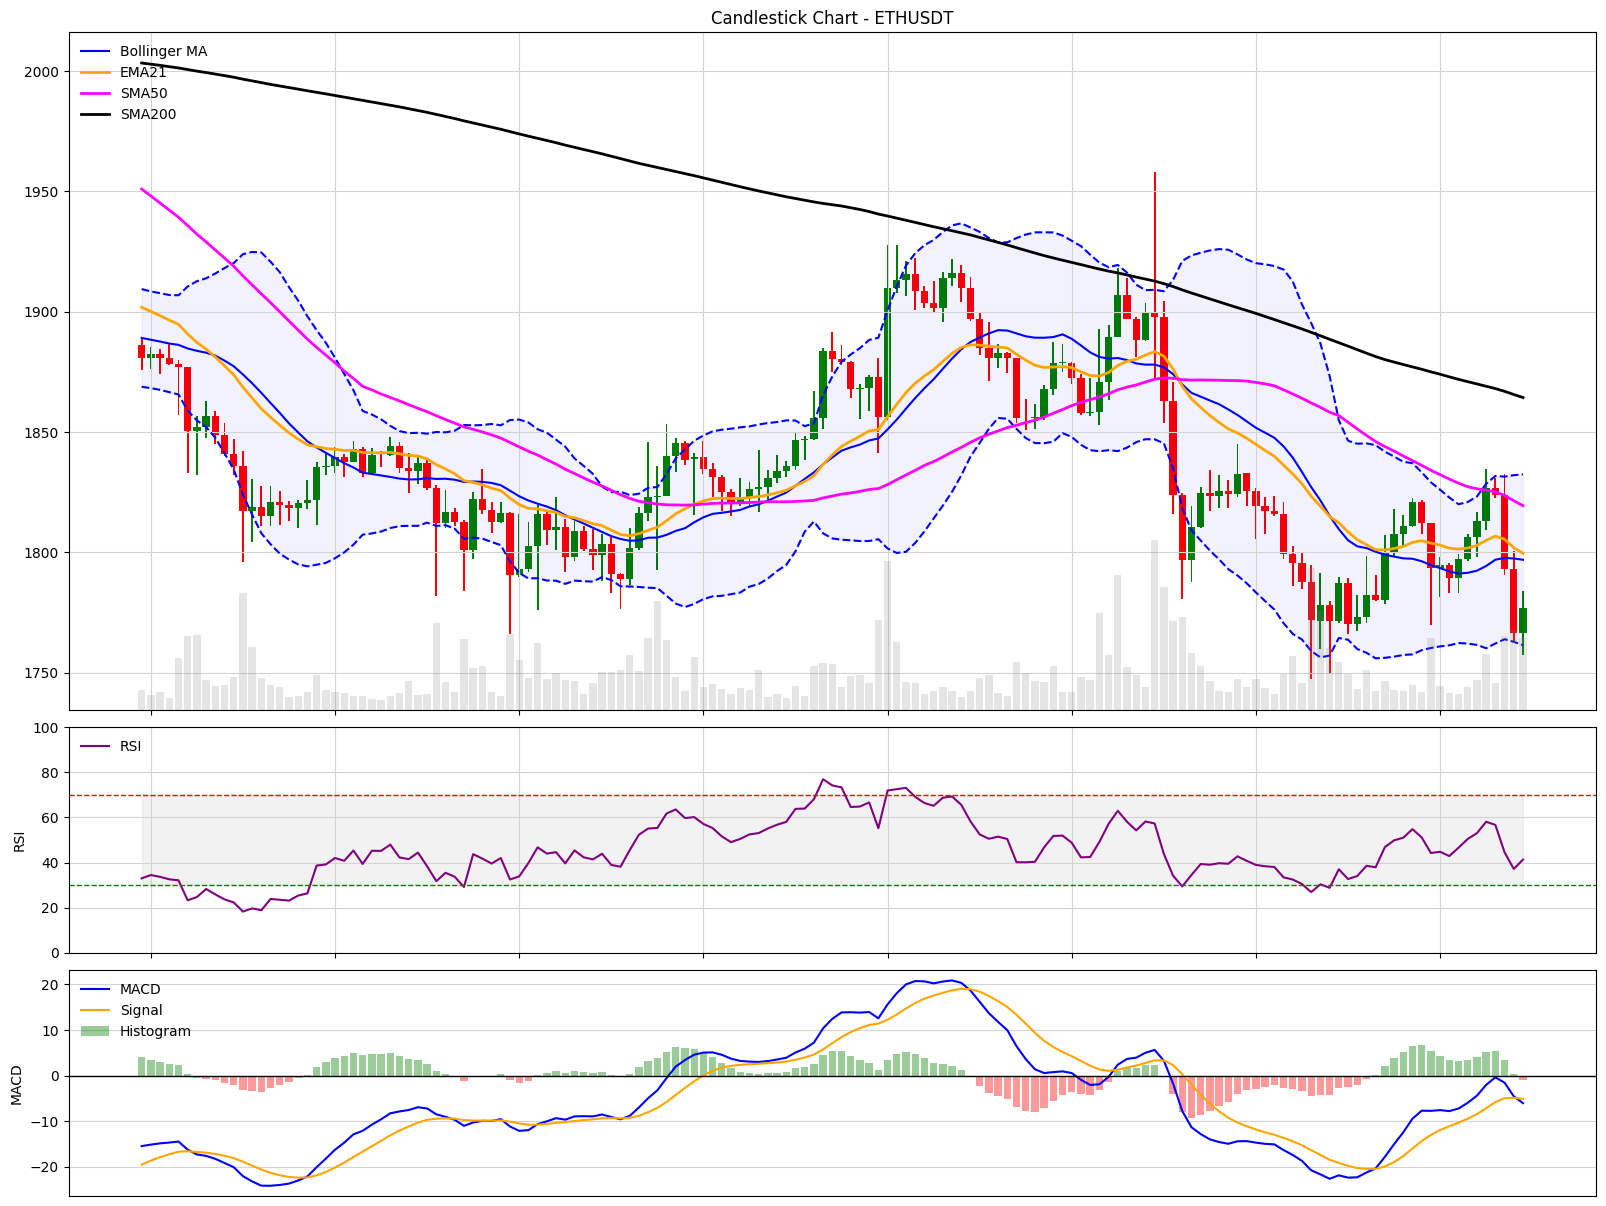 Candlestick Chart - ETHUSDT
Bollinger MA
EMA21
SMA50
SMA200
2000
1950
1900
1850
1800
1750
RSI
100
80
60
40
20
0
RSI
MACD
Signal
Histogram
20
10
0
−10
−20
MACD